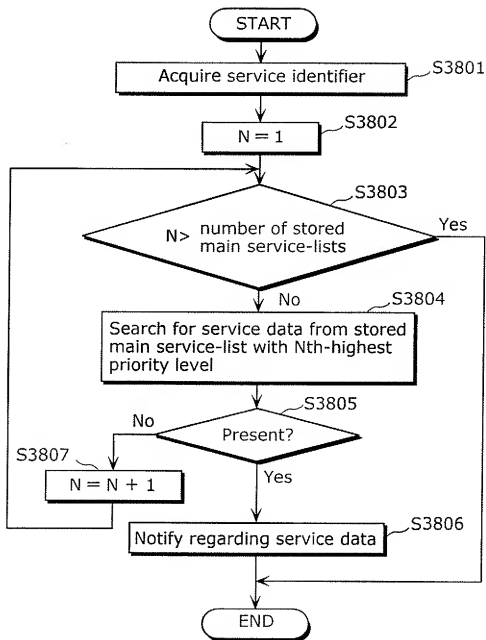 START
Acquire service identifier
S3801
N = 1
S3802
S3803
N> number of stored
main service-lists
Yes
No
S3804
Search for service data from stored
main service-list with Nth-highest
priority level
S3805
No
Present?
S3807
N = N + 1
Yes
S3806
Notify regarding service data
END